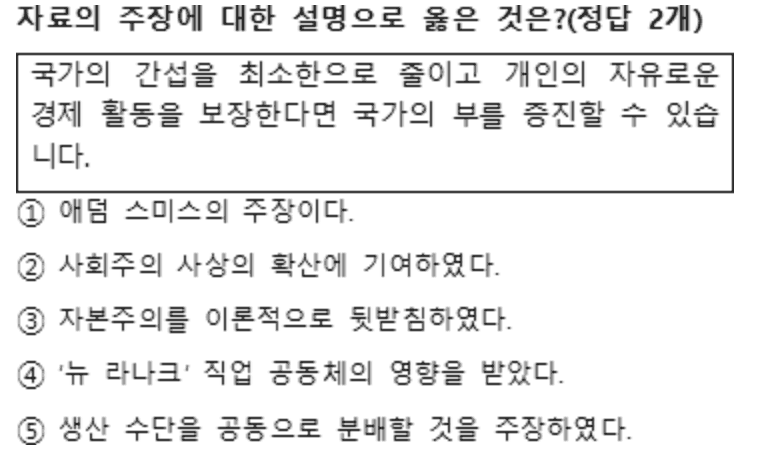 자료의 주장에 대한 설명으로 옳은 것은?(정답 2개)
국가의 간섭을 최소한으로 줄이고 개인의 자유로운
경제 활동을 보장한다면 국가의 부를 증진할 수 있습
니다.
① 애덤 스미스의 주장이다.
② 사회주의 사상의 확산에 기여하였다.
③ 자본주의를 이론적으로 뒷받침하였다.
④ '뉴 라나크' 직업 공동체의 영향을 받았다.
⑤ 생산 수단을 공동으로 분배할 것을 주장하였다.